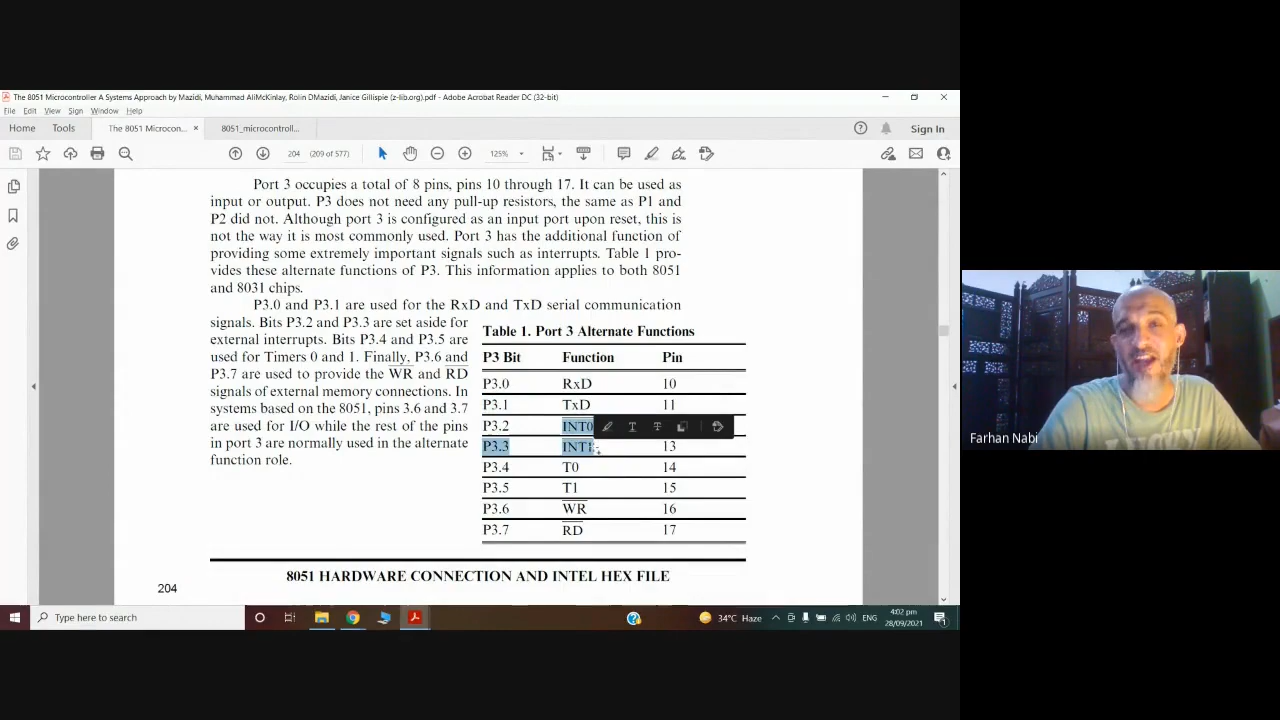 The 8051 Microcontroller A Systems Approach by Mazidi, Muhammad AliMcKinlay, Rolin DMazidi, Janice Gillispie (z-lib.org).pdf - Adobe Acrobat Reader DC (32-bit)
File Edit View Sign Window Help
Home Tools The 8051 Microcon... × 8051_microcontroll... Sign In
204 (209 of 577) 125%
Port 3 occupies a total of 8 pins, pins 10 through 17. It can be used as
input or output. P3 does not need any pull-up resistors, the same as P1 and
P2 did not. Although port 3 is configured as an input port upon reset, this is
not the way it is most commonly used. Port 3 has the additional function of
providing some extremely important signals such as interrupts. Table 1 pro-
vides these alternate functions of P3. This information applies to both 8051
and 8031 chips.
P3.0 and P3.1 are used for the RxD and TxD serial communication
signals. Bits P3.2 and P3.3 are set aside for
external interrupts. Bits P3.4 and P3.5 are
used for Timers 0 and 1. Finally, P3.6 and
P3.7 are used to provide the WR and RD
signals of external memory connections. In
systems based on the 8051, pins 3.6 and 3.7
are used for I/O while the rest of the pins
in port 3 are normally used in the alternate
function role.
Table 1. Port 3 Alternate Functions
P3 Bit Function Pin
P3.0 RxD 10
P3.1 TxD 11
P3.2 INT0
P3.3 INT1 13
P3.4 T0 14
P3.5 T1 15
P3.6 WR 16
P3.7 RD 17
8051 HARDWARE CONNECTION AND INTEL HEX FILE
204
Type here to search
34°C Haze
ENG
4:02 pm
28/09/2021
Farhan Nabi